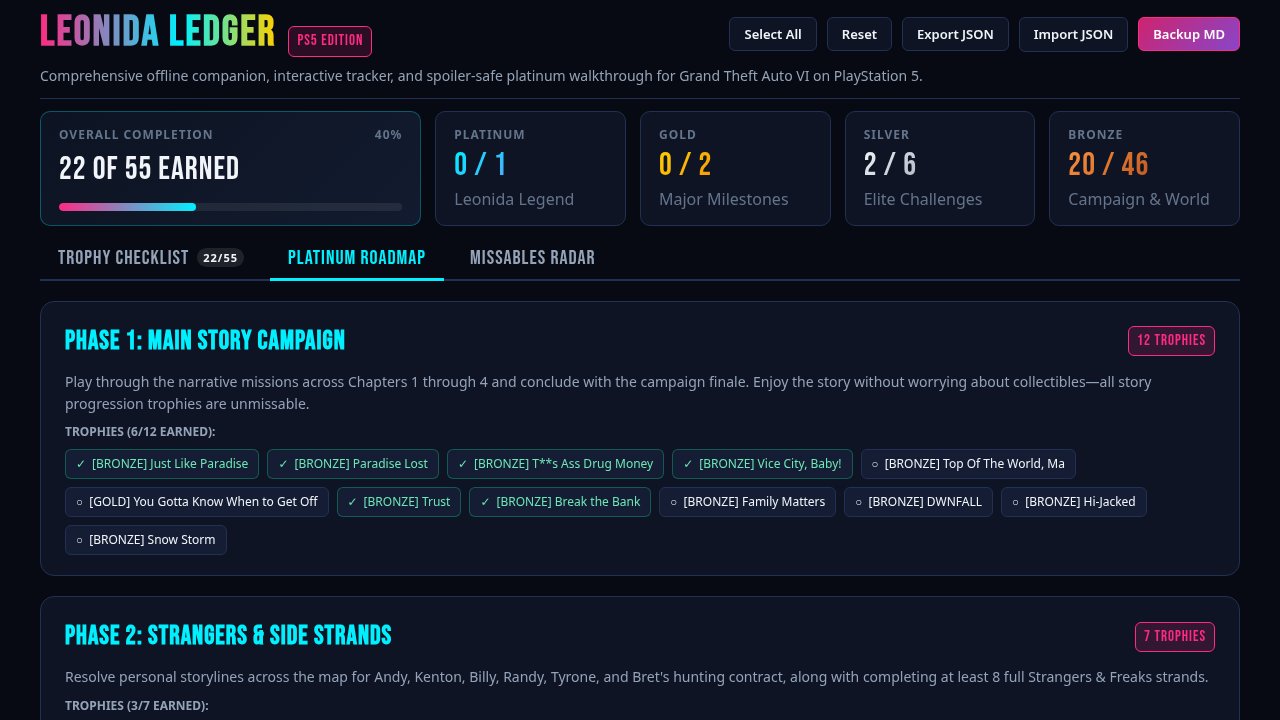 LEONIDA LEDGER
PS5 EDITION
Select All
Reset
Export JSON
Import JSON
Backup MD
Comprehensive offline companion, interactive tracker, and spoiler-safe platinum walkthrough for Grand Theft Auto VI on PlayStation 5.
OVERALL COMPLETION
40%
22 OF 55 EARNED
PLATINUM
0 / 1
Leonida Legend
GOLD
0 / 2
Major Milestones
SILVER
2 / 6
Elite Challenges
BRONZE
20 / 46
Campaign & World
TROPHY CHECKLIST 22/55
PLATINUM ROADMAP
MISSABLES RADAR
PHASE 1: MAIN STORY CAMPAIGN
12 TROPHIES
Play through the narrative missions across Chapters 1 through 4 and conclude with the campaign finale. Enjoy the story without worrying about collectibles—all story
progression trophies are unmissable.
TROPHIES (6/12 EARNED):
✓ [BRONZE] Just Like Paradise
✓ [BRONZE] Paradise Lost
✓ [BRONZE] T**s Ass Drug Money
✓ [BRONZE] Vice City, Baby!
○ [BRONZE] Top Of The World, Ma
○ [GOLD] You Gotta Know When to Get Off
✓ [BRONZE] Trust
✓ [BRONZE] Break the Bank
○ [BRONZE] Family Matters
○ [BRONZE] DWNFALL
○ [BRONZE] Hi-Jacked
○ [BRONZE] Snow Storm
PHASE 2: STRANGERS & SIDE STRANDS
7 TROPHIES
Resolve personal storylines across the map for Andy, Kenton, Billy, Randy, Tyrone, and Bret's hunting contract, along with completing at least 8 full Strangers & Freaks strands.
TROPHIES (3/7 EARNED):